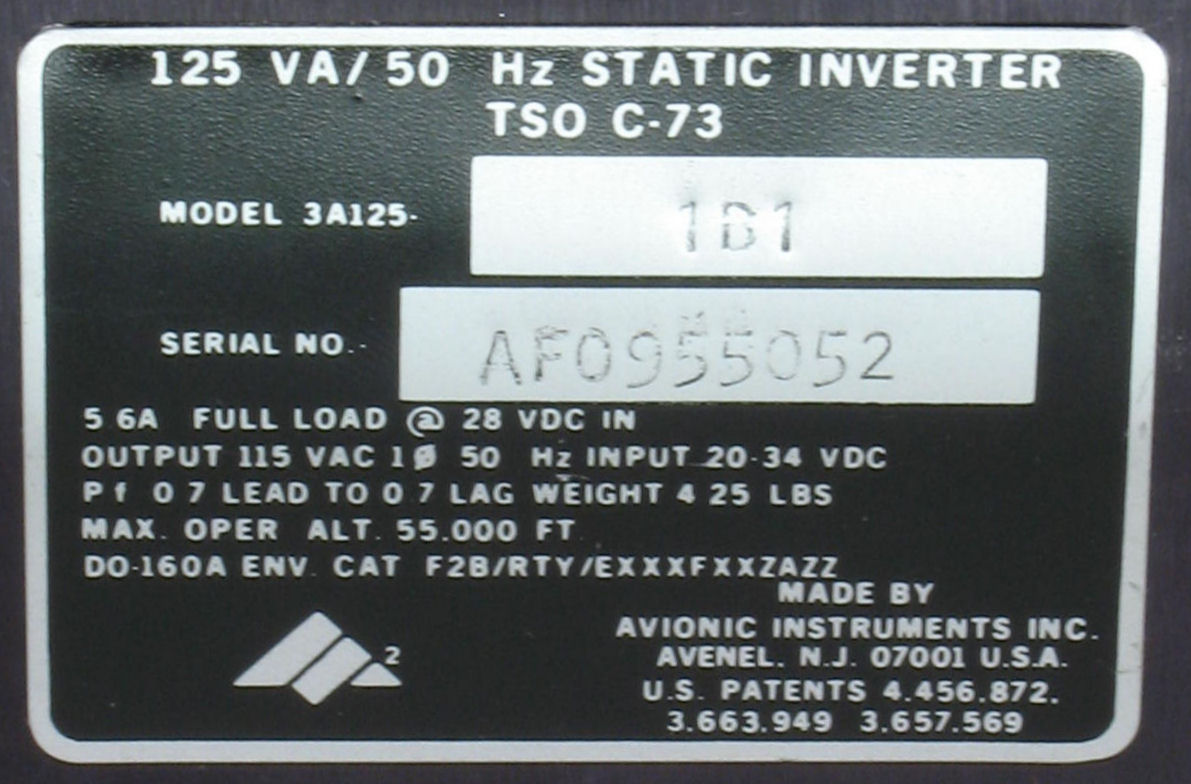 125 VA/50 Hz STATIC INVERTER
TSO C-73
MODEL 3A125- 1B1
SERIAL NO. - AF0955052
5 6A FULL LOAD @ 28 VDC IN
OUTPUT 115 VAC 1Ø 50 Hz INPUT 20-34 VDC
Pf 0 7 LEAD TO 0 7 LAG WEIGHT 4 25 LBS
MAX. OPER ALT. 55.000 FT
DO-160A ENV. CAT F2B/RTY/EXXXFXXZAZZ
MADE BY
AVIONIC INSTRUMENTS INC.
AVENEL. N.J. 07001 U.S.A.
U.S. PATENTS 4.456.872.
3.663.949 3.657.569
2